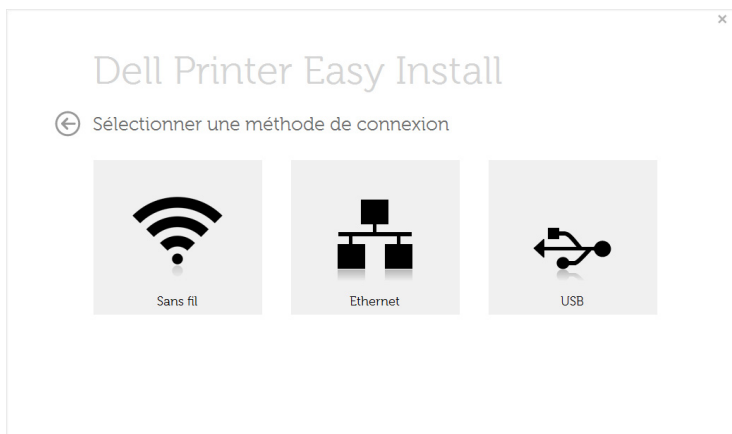 Dell Printer Easy Install
Sélectionner une méthode de connexion
Sans fil
Ethernet
USB